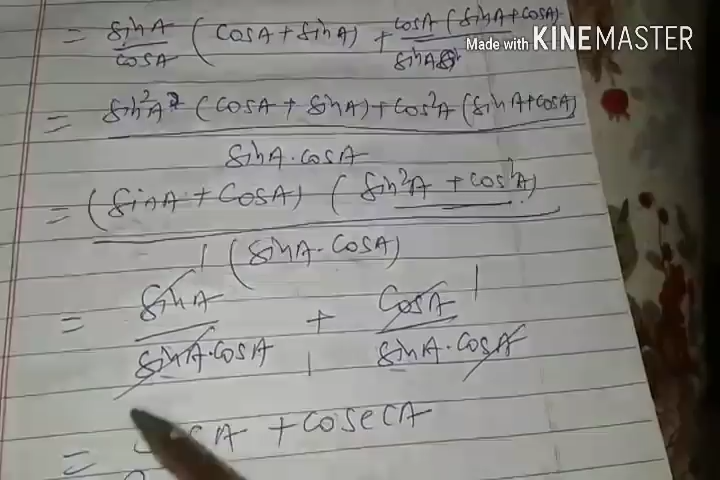 = sinA/cosA (cosA + sinA) + cosA (sinA + cosA)/sinA
Made with KINEMASTER
= sin²A (cosA + sinA) + cos²A (sinA + cosA)
sinA · cosA
= (sinA + cosA) (sin²A + cos²A)
1 (sinA · cosA)
= sinA/sinA · cosA + cosA/sinA · cosA
= A + cosecA